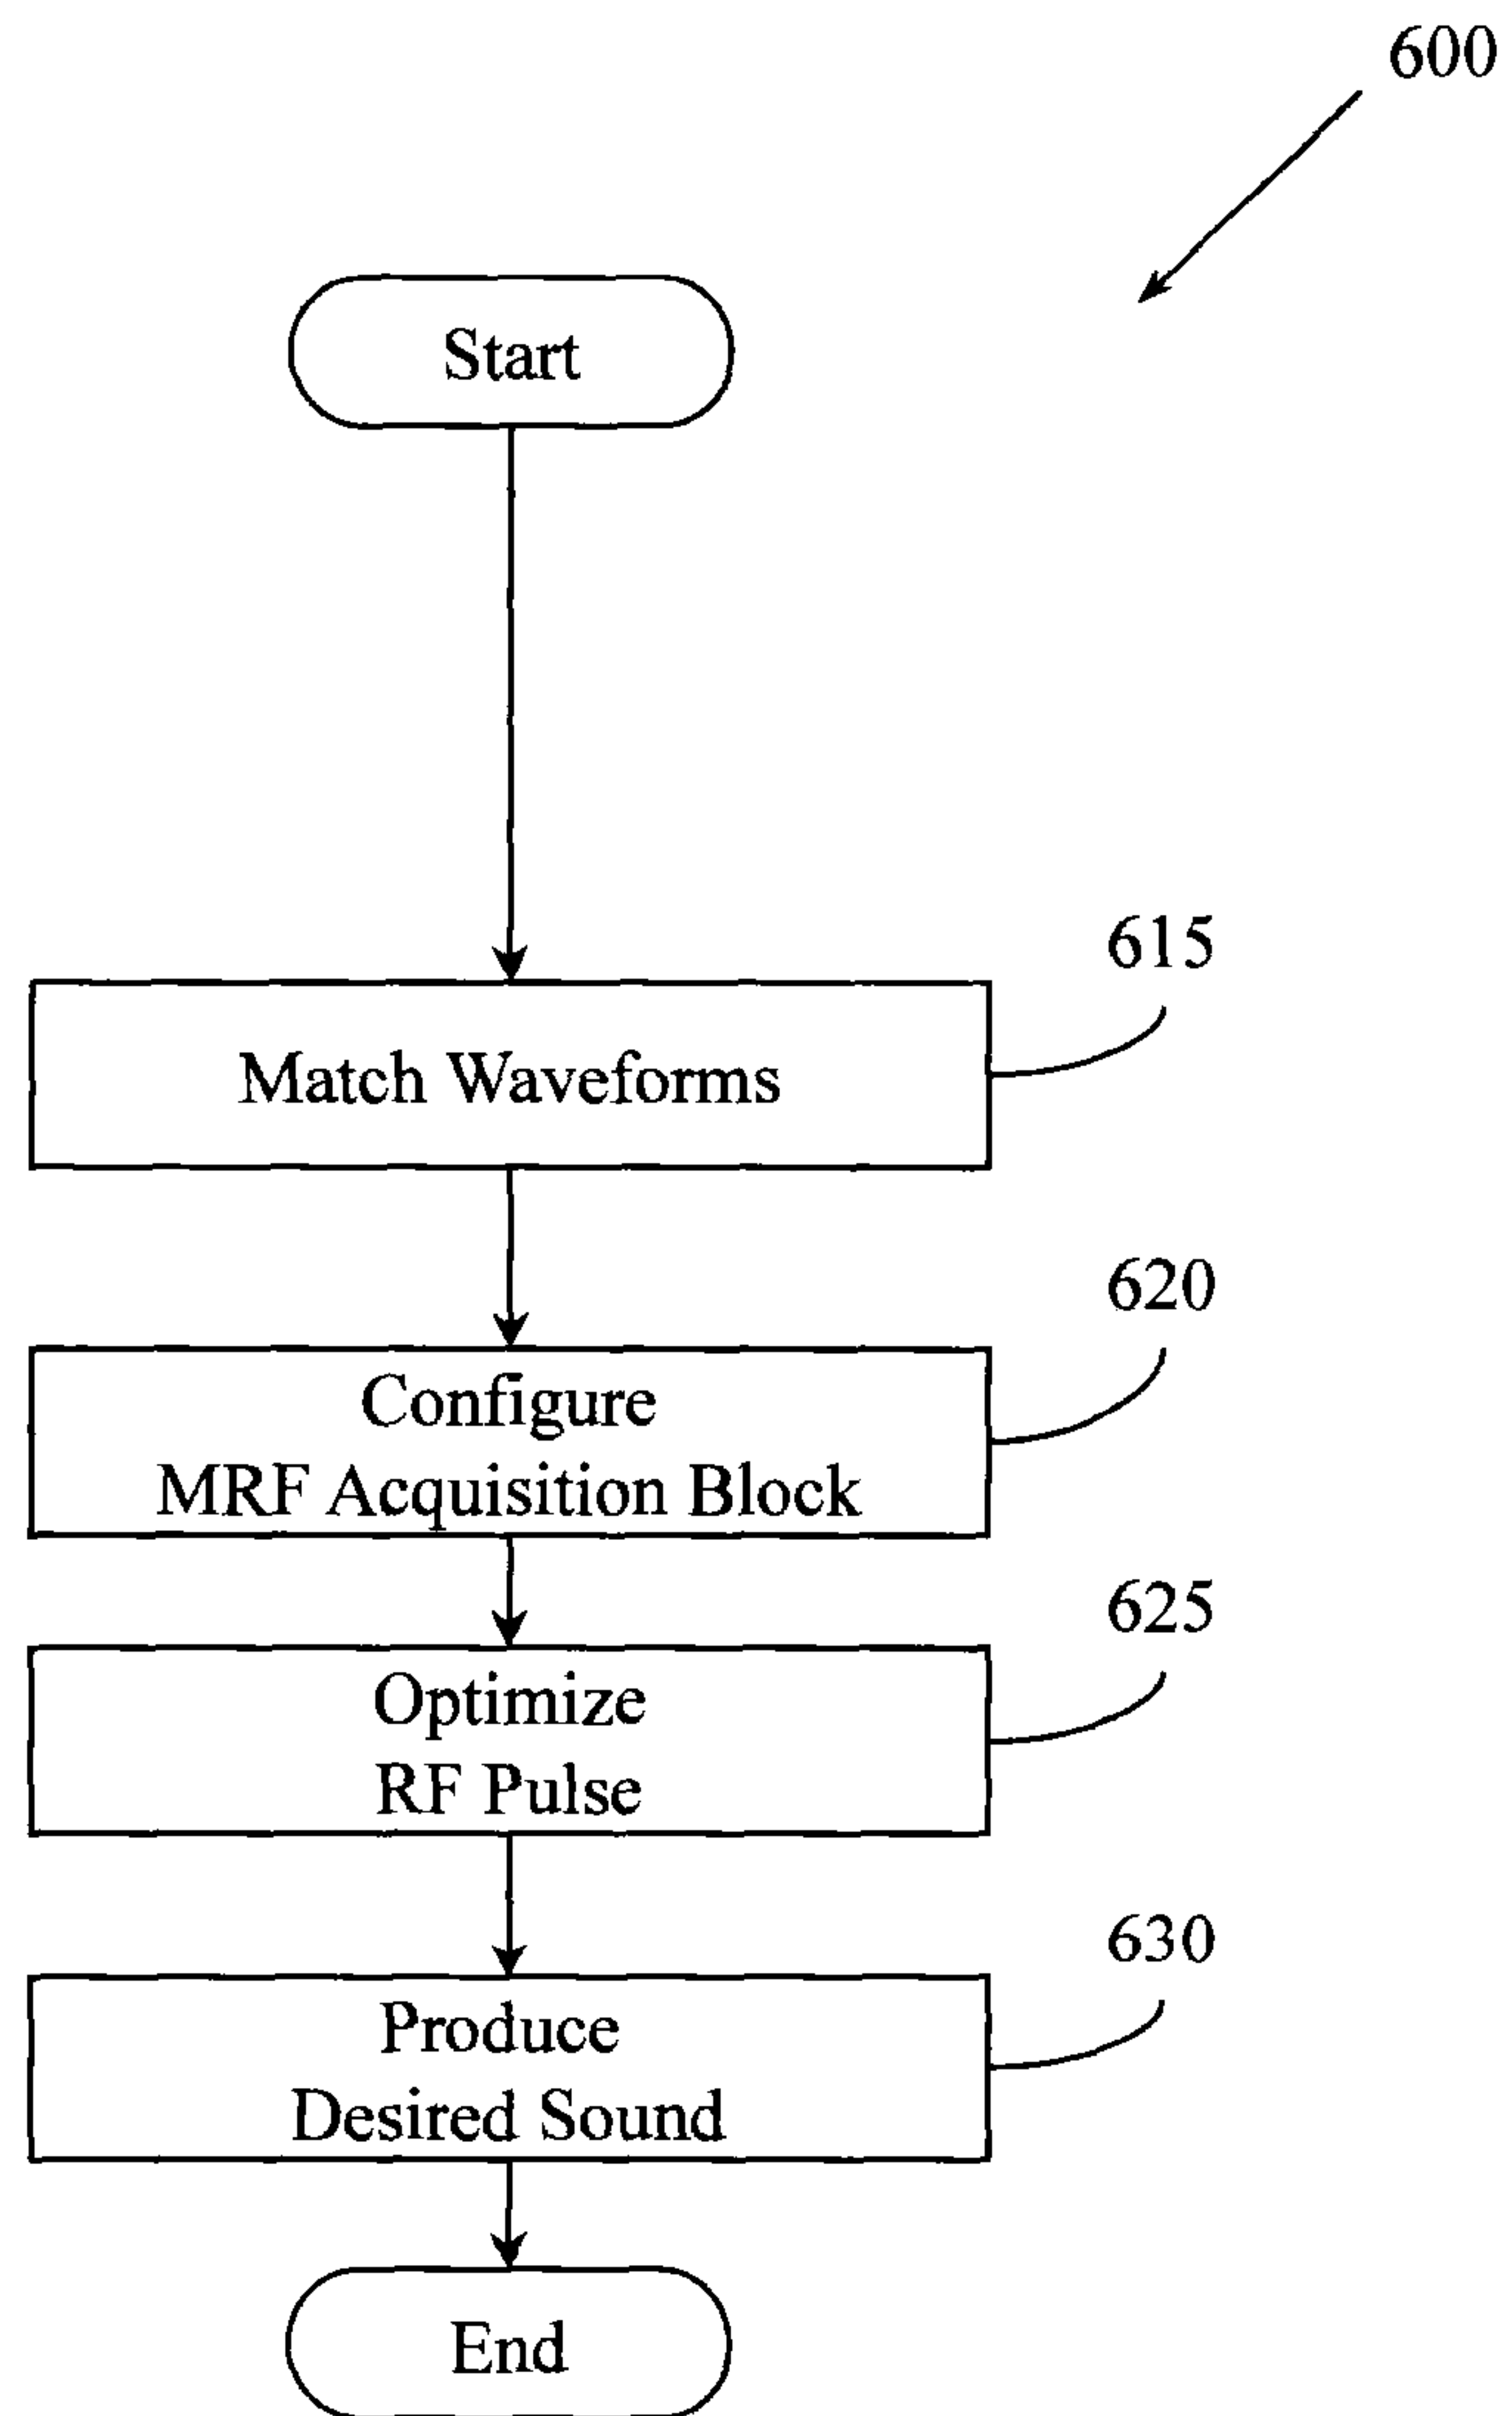 600
Start
615
Match Waveforms
620
Configure
MRF Acquisition Block
625
Optimize
RF Pulse
630
Produce
Desired Sound
End